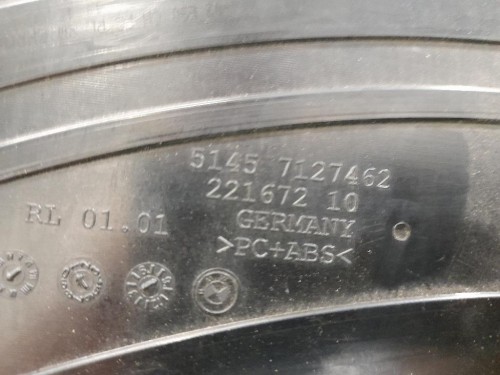 5145 7127462
221672 10
RL 01.01
GERMANY
>PC+ABS<